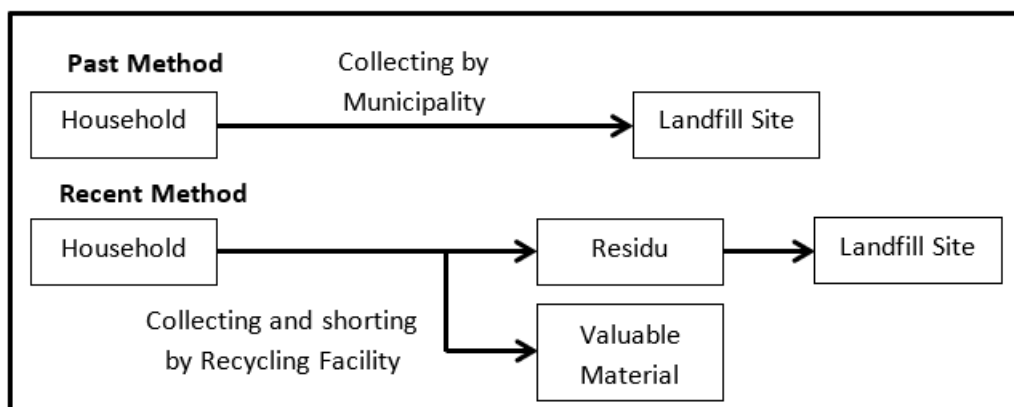 Past Method
Collecting by
Municipality
Household
Landfill Site
Recent Method
Household
Residu
Landfill Site
Collecting and shorting
by Recycling Facility
Valuable
Material